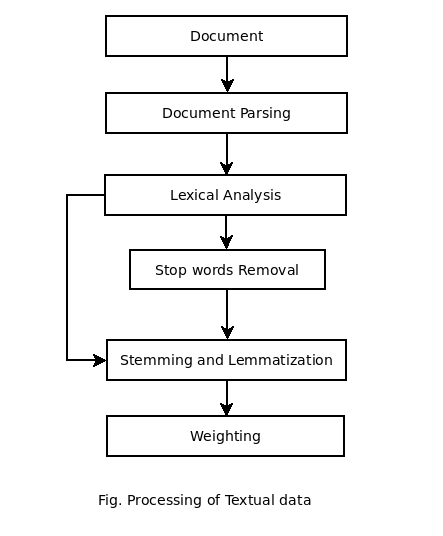 Document
Document Parsing
Lexical Analysis
Stop words Removal
Stemming and Lemmatization
Weighting
Fig. Processing of Textual data